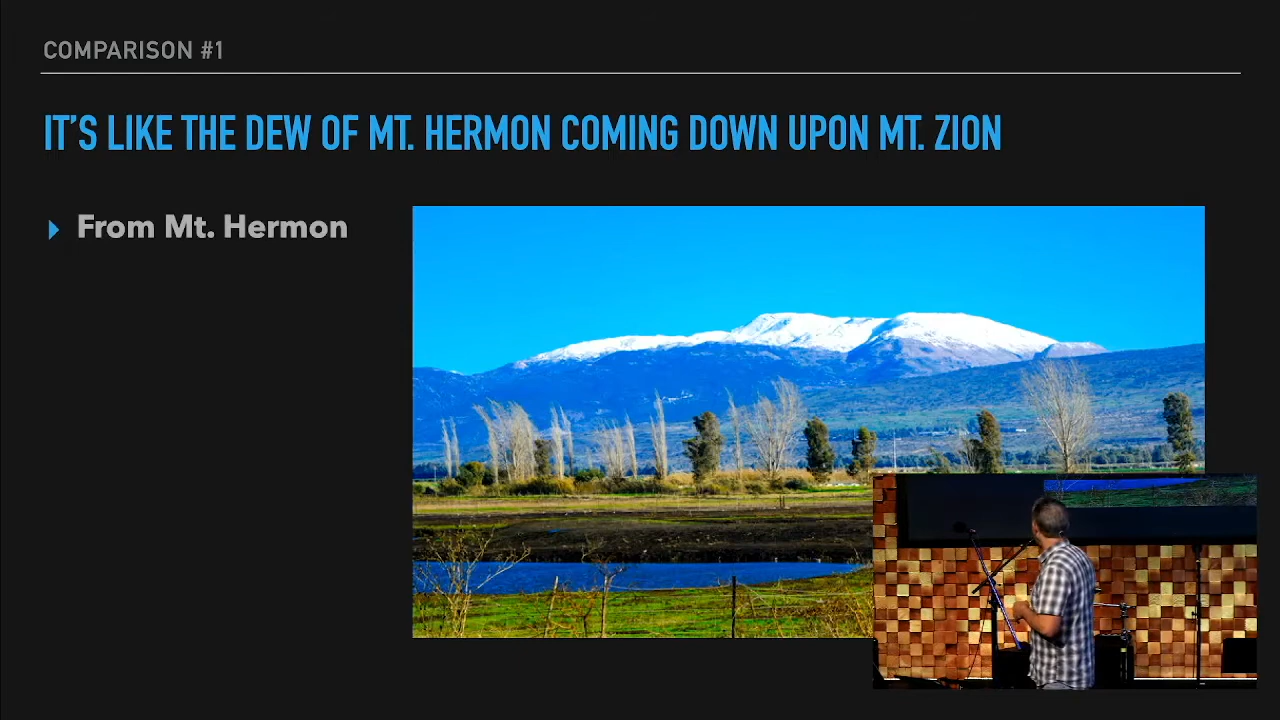 COMPARISON #1
IT'S LIKE THE DEW OF MT. HERMON COMING DOWN UPON MT. ZION
From Mt. Hermon